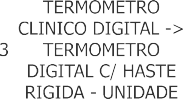 TERMOMETRO
CLINICO DIGITAL ->
3 TERMOMETRO
DIGITAL C/ HASTE
RIGIDA - UNIDADE